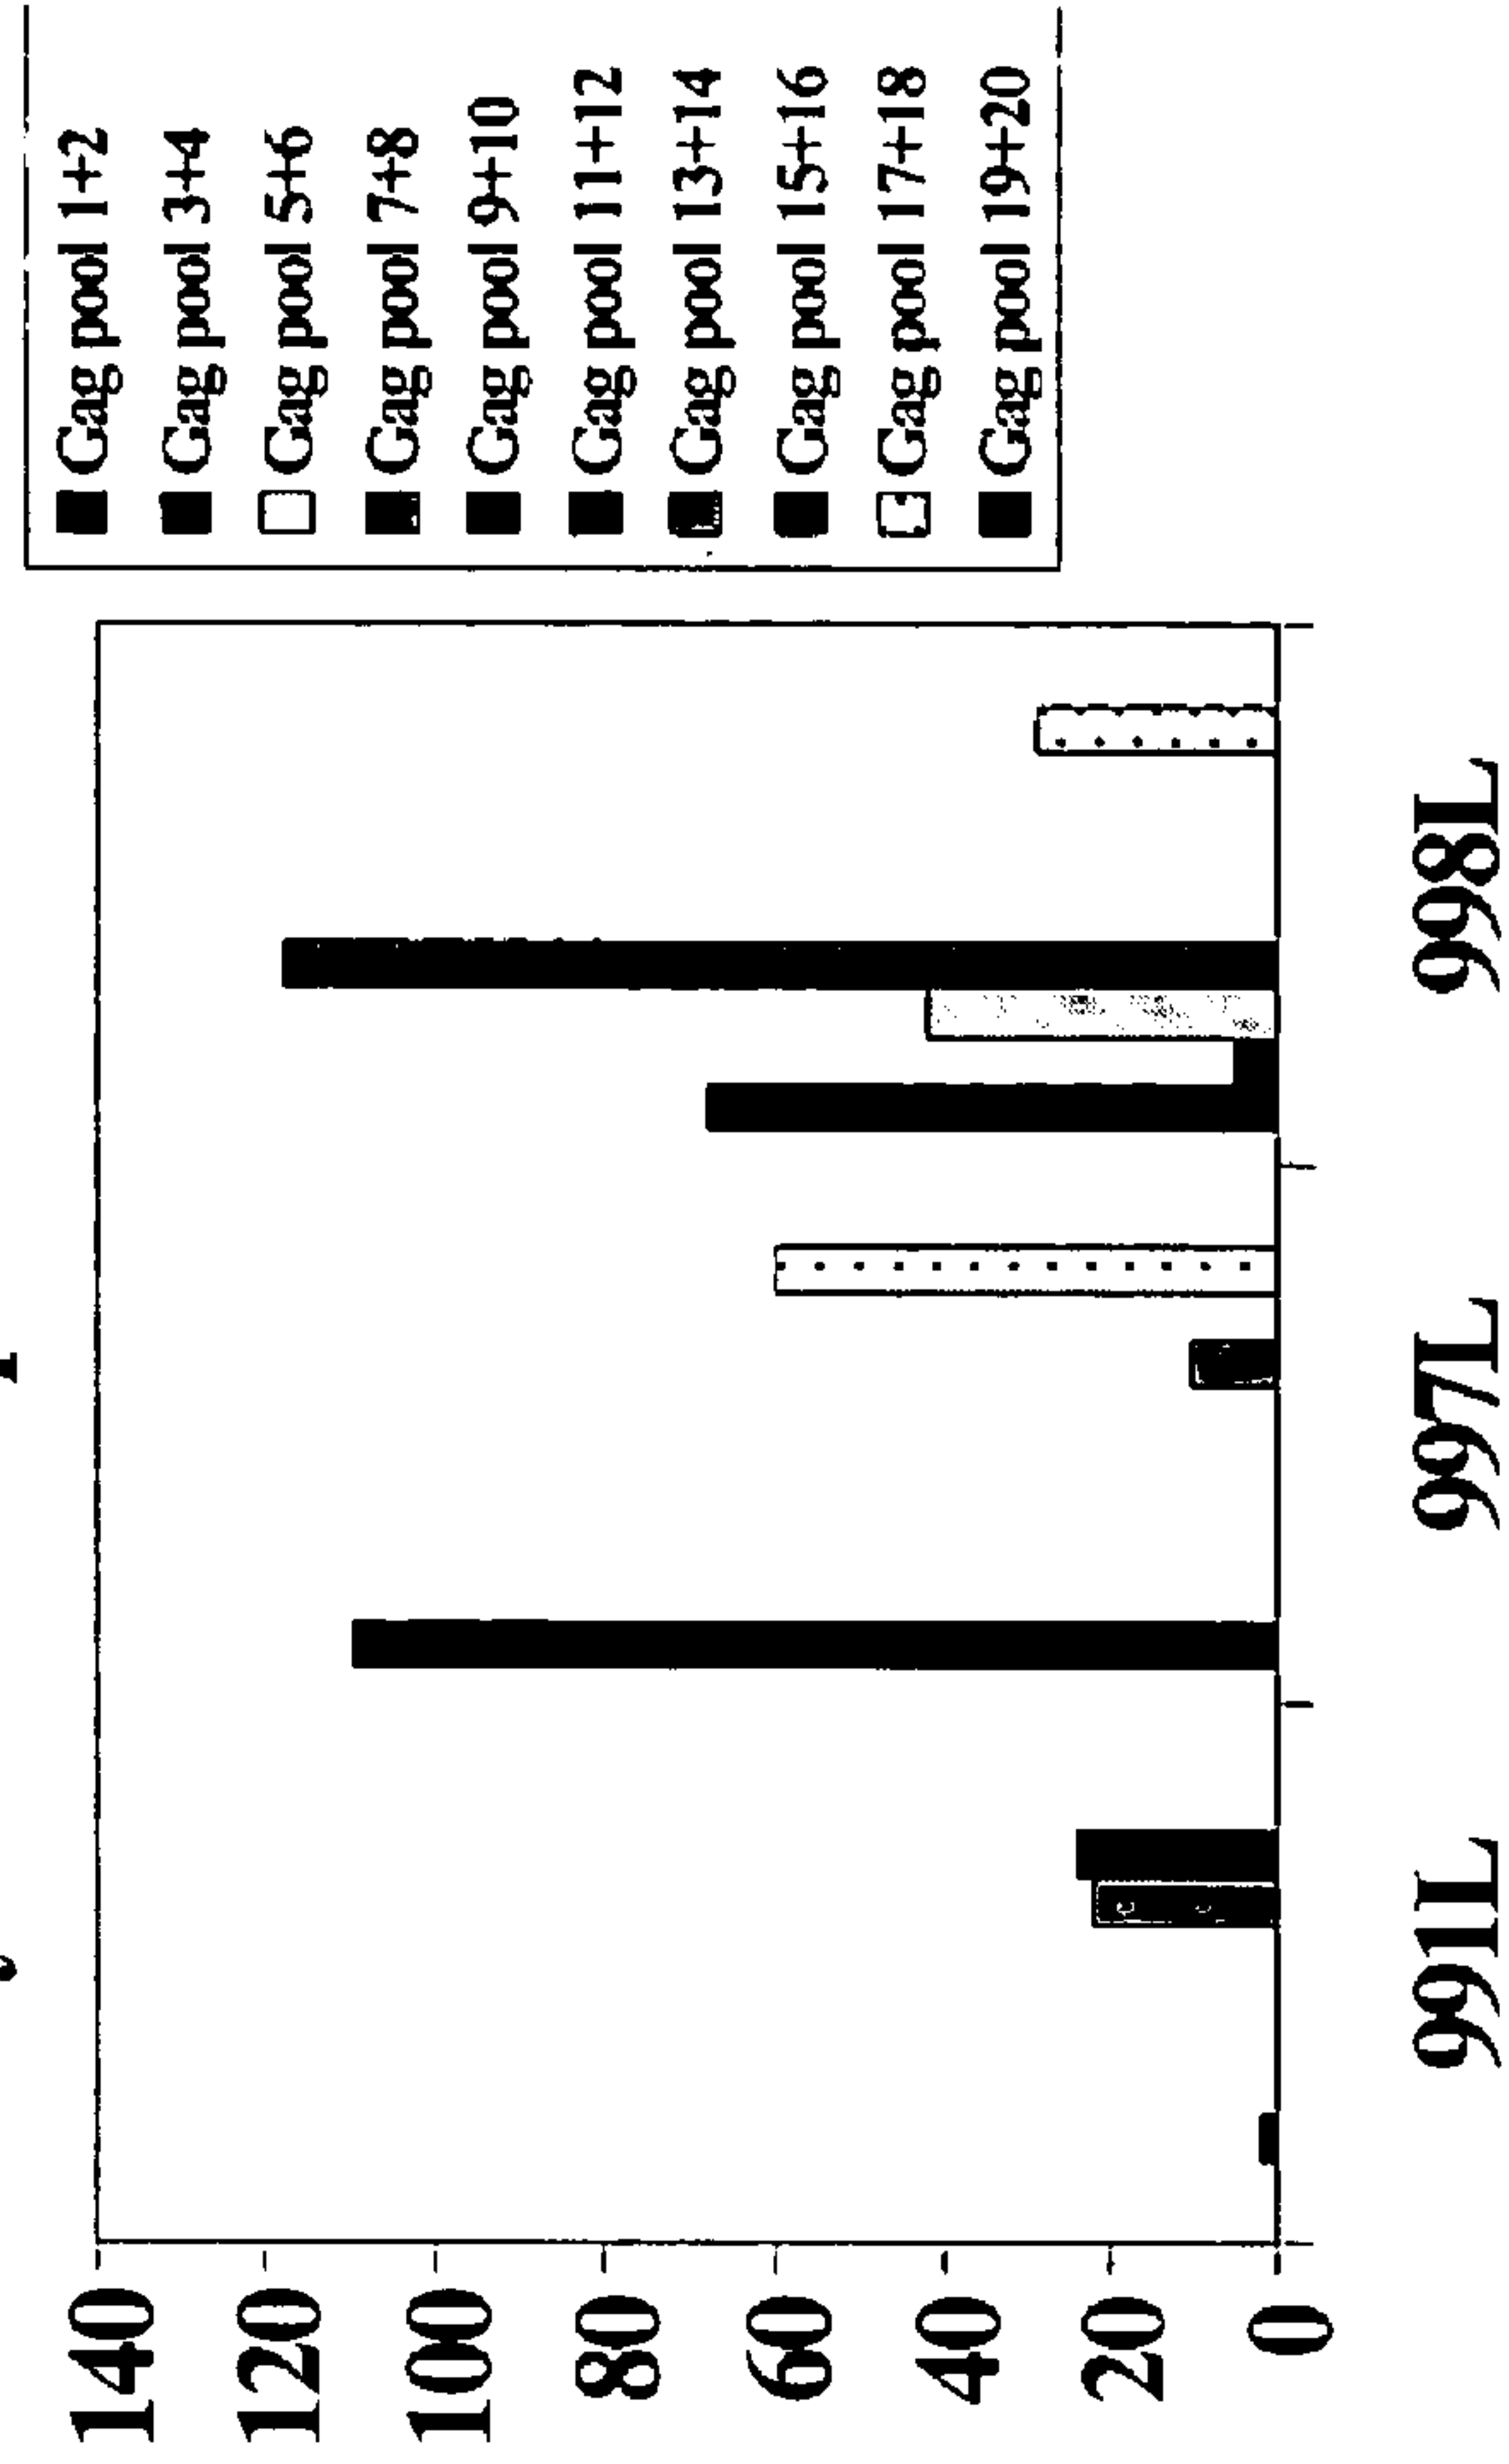 140
120
100
80
60
40
20
0
991L
997L
998L
Gag pool 1+2
Gag pool 3+4
Gag pool 5+6
Gag pool 7+8
Gag pool 9+10
Gag pool 11+12
Gag pool 13+14
Gag pool 15+16
Gag pool 17+18
Gag pool 19+20